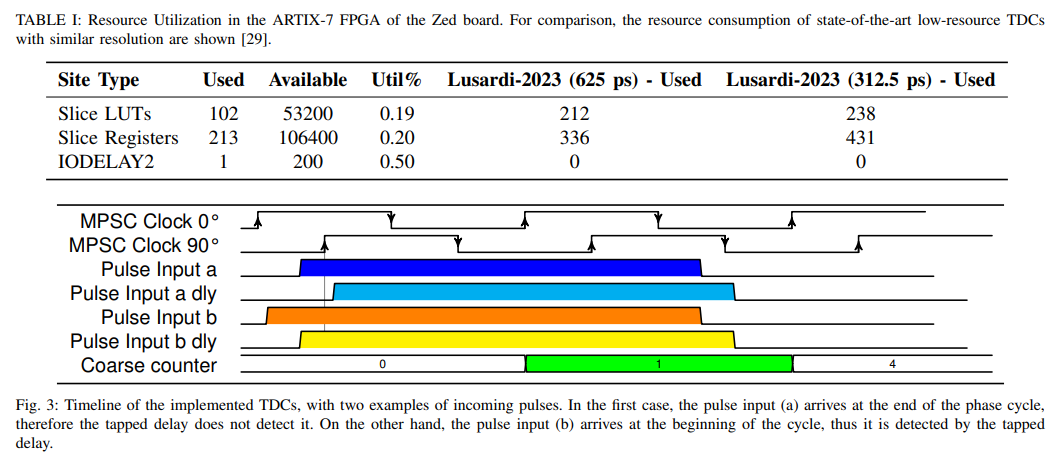 TABLE I: Resource Utilization in the ARTIX-7 FPGA of the Zed board. For comparison, the resource consumption of state-of-the-art low-resource TDCs
with similar resolution are shown [29].
Site Type Used Available Util% Lusardi-2023 (625 ps) - Used Lusardi-2023 (312.5 ps) - Used
Slice LUTs 102 53200 0.19 212 238
Slice Registers 213 106400 0.20 336 431
IODELAY2 1 200 0.50 0 0
MPSC Clock 0°
MPSC Clock 90°
Pulse Input a
Pulse Input a dly
Pulse Input b
Pulse Input b dly
Coarse counter 0 1 4
Fig. 3: Timeline of the implemented TDCs, with two examples of incoming pulses. In the first case, the pulse input (a) arrives at the end of the phase cycle,
therefore the tapped delay does not detect it. On the other hand, the pulse input (b) arrives at the beginning of the cycle, thus it is detected by the tapped
delay.